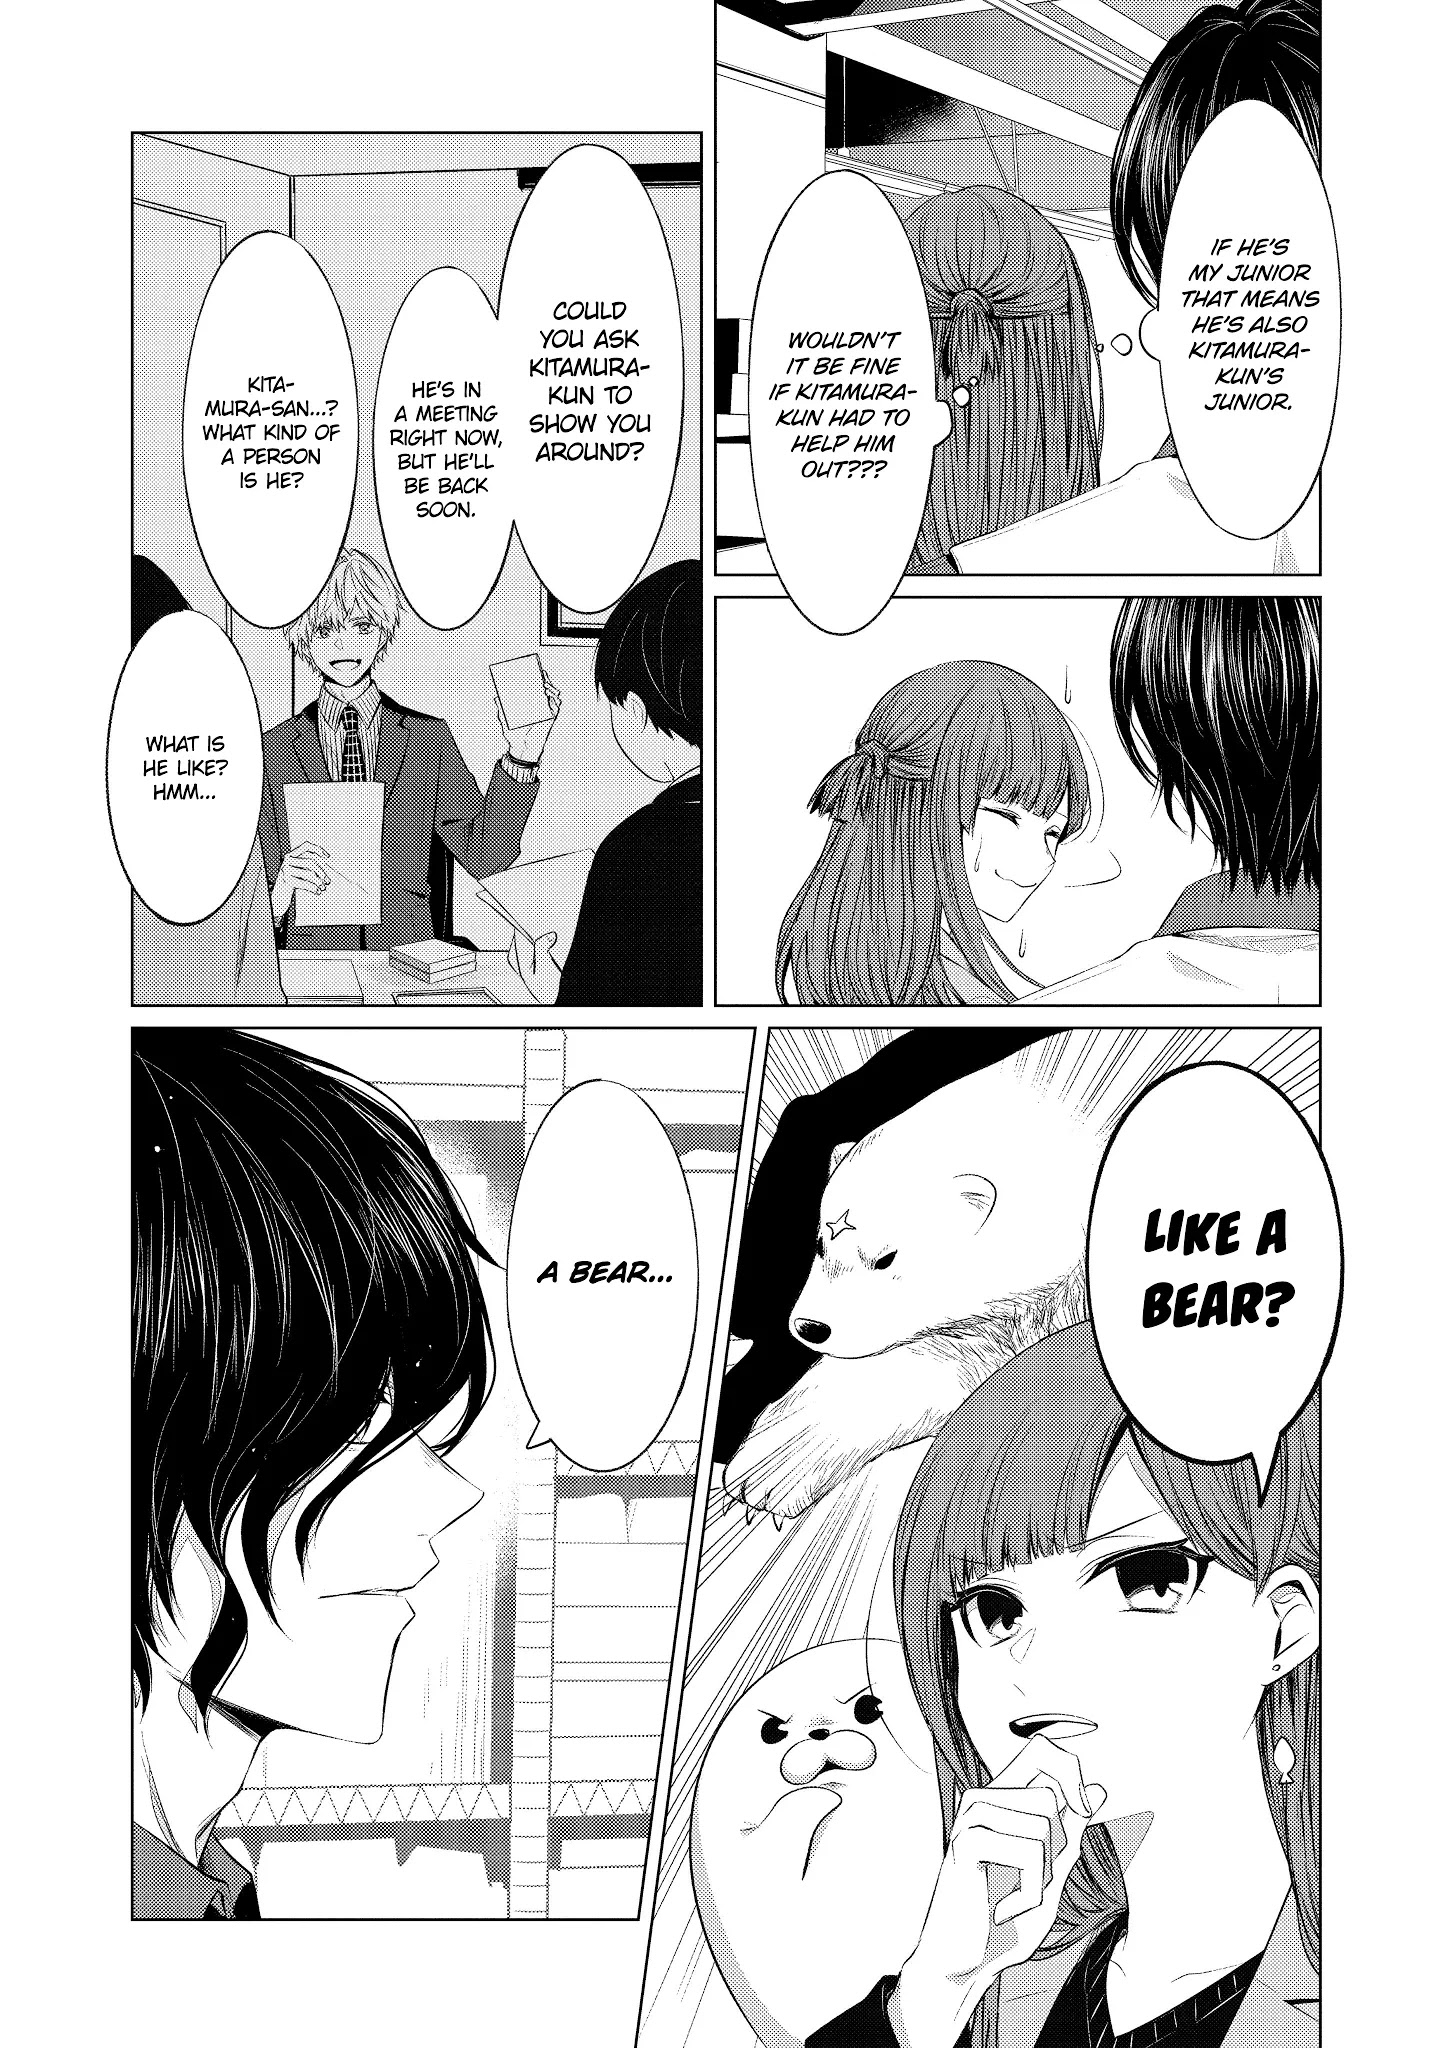 IF HE'S
MY JUNIOR
THAT MEANS
HE'S ALSO
KITAMURA-
KUN'S
JUNIOR.
WOULDN'T
IT BE FINE
IF KITAMURA-
KUN HAD TO
HELP HIM
OUT???
COULD
YOU ASK
KITAMURA-
KUN TO
SHOW YOU
AROUND?
HE'S IN
A MEETING
RIGHT NOW,
BUT HE'LL
BE BACK
SOON.
KITA-
MURA-SAN...?
WHAT KIND OF
A PERSON
IS HE?
WHAT IS
HE LIKE?
HMM...
LIKE A
BEAR?
A BEAR...